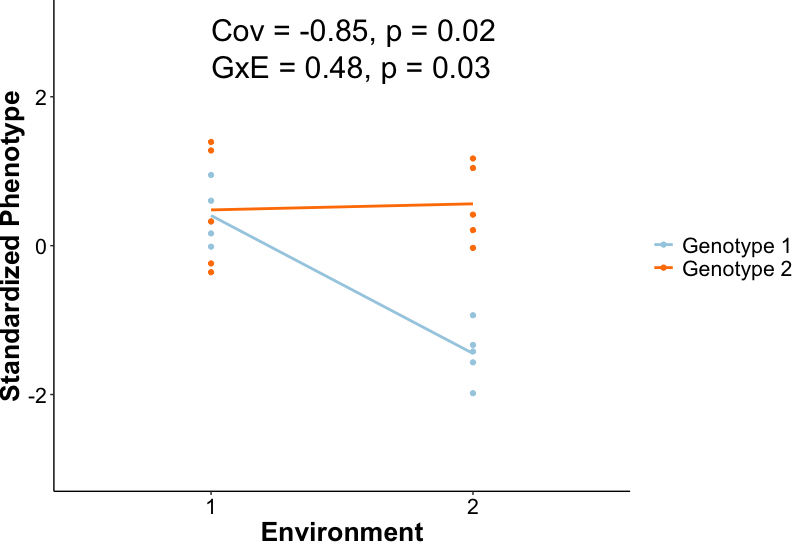 Cov = -0.85, p = 0.02
GxE = 0.48, p = 0.03
Standardized Phenotype
2
0
-2
Genotype 1
Genotype 2
1
2
Environment